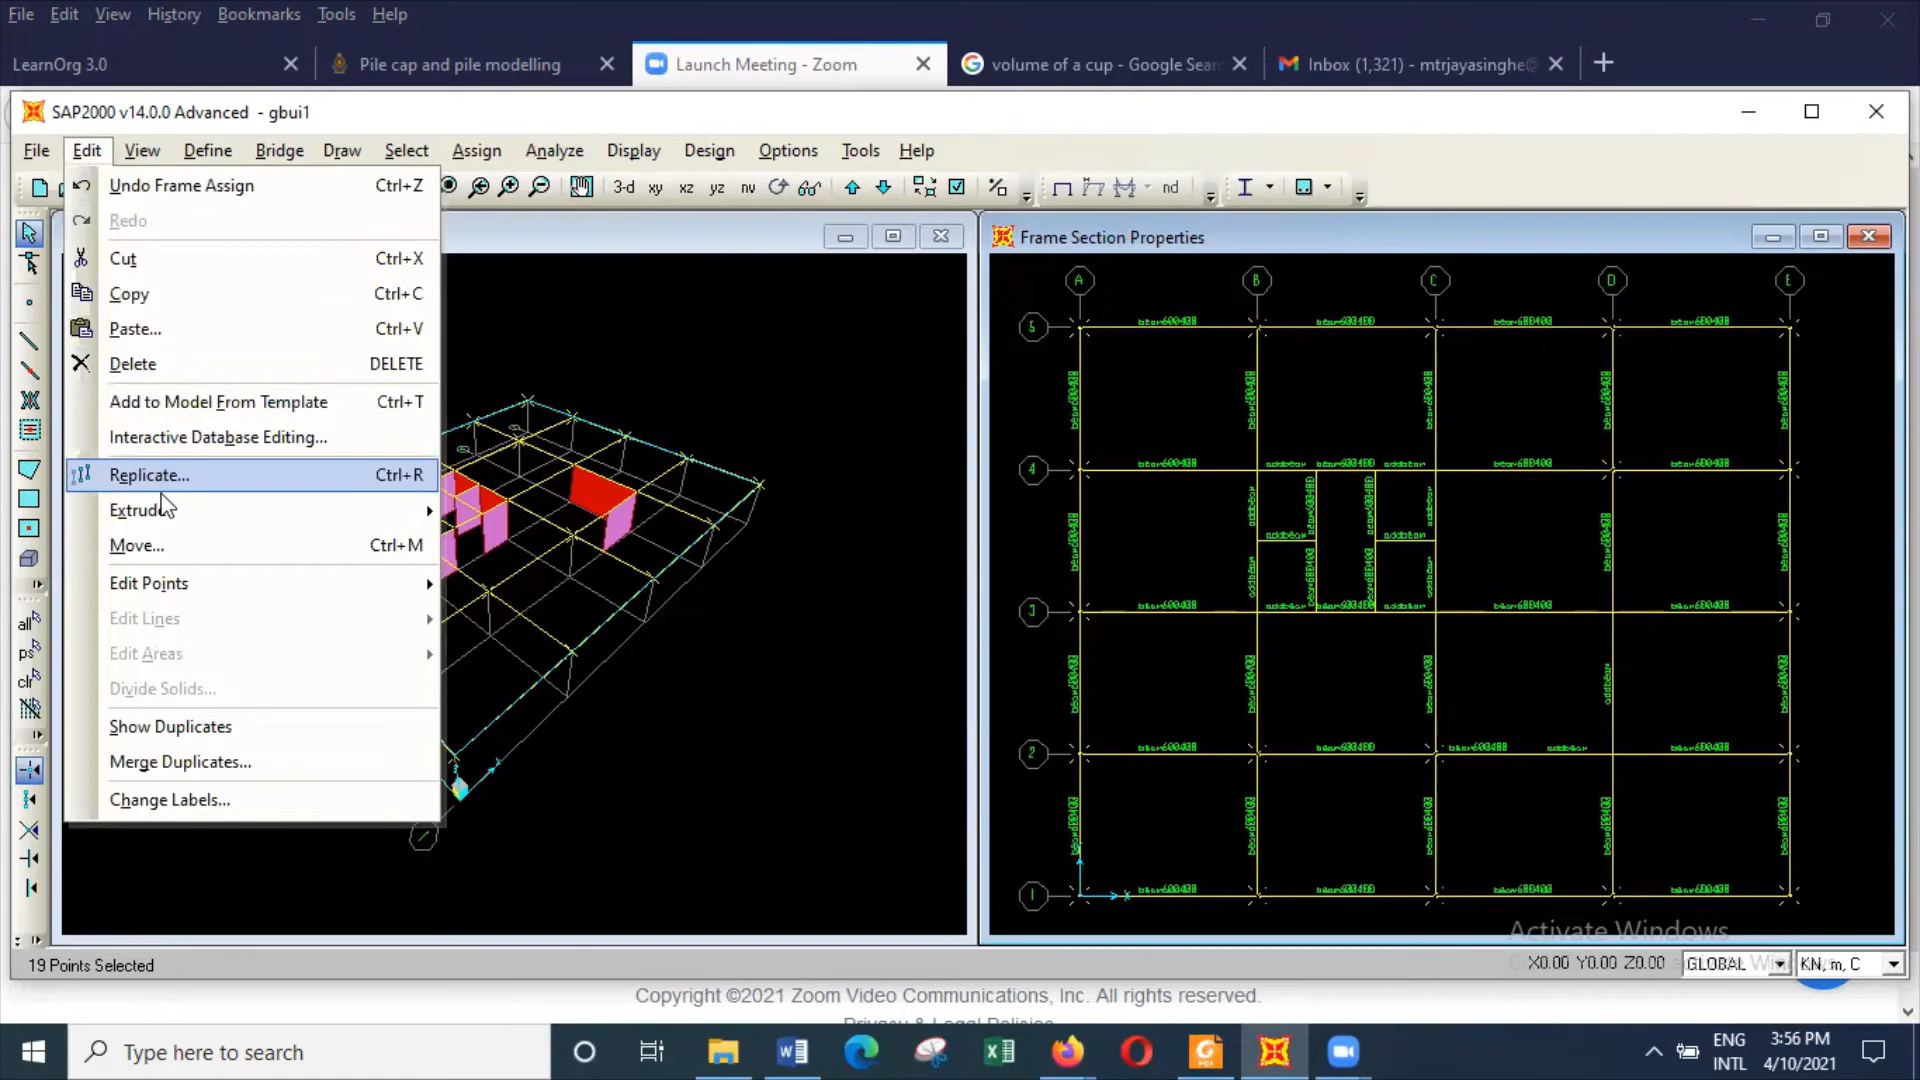 File Edit View History Bookmarks Tools Help
LearnOrg 3.0
Pile cap and pile modelling
Launch Meeting - Zoom
volume of a cup - Google Sear
Inbox (1,321) - mtrjayasinghe@
SAP2000 v14.0.0 Advanced - gbui1
File Edit View Define Bridge Draw Select Assign Analyze Display Design Options Tools Help
3-d xy xz yz nv nd
Undo Frame Assign Ctrl+Z
Redo
Cut Ctrl+X
Copy Ctrl+C
Paste... Ctrl+V
Delete DELETE
Add to Model From Template Ctrl+T
Interactive Database Editing...
Replicate... Ctrl+R
Extrude
Move... Ctrl+M
Edit Points
Edit Lines
Edit Areas
Divide Solids...
Show Duplicates
Merge Duplicates...
Change Labels...
all
ps
clr
Frame Section Properties
A B C D E
5
4
3
2
1
X
Activate Windows
19 Points Selected
X0.00 Y0.00 Z0.00
GLOBAL
KN, m, C
Copyright ©2021 Zoom Video Communications, Inc. All rights reserved.
Privacy & Legal Policies
Type here to search
ENG
INTL
3:56 PM
4/10/2021